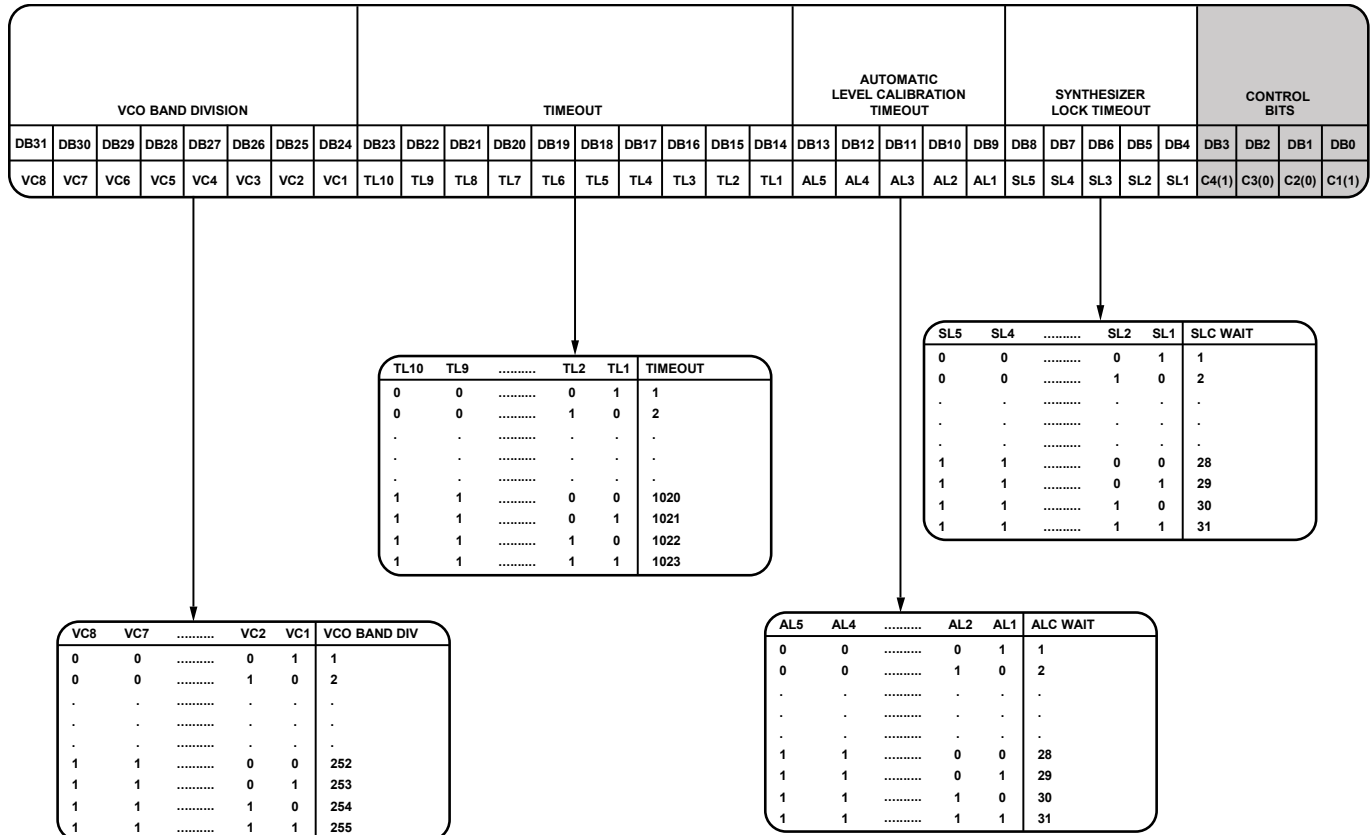 VCO BAND DIVISION
TIMEOUT
AUTOMATIC
LEVEL CALIBRATION
TIMEOUT
SYNTHESIZER
LOCK TIMEOUT
CONTROL
BITS
DB31 DB30 DB29 DB28 DB27 DB26 DB25 DB24 DB23 DB22 DB21 DB20 DB19 DB18 DB17 DB16 DB15 DB14 DB13 DB12 DB11 DB10 DB9 DB8 DB7 DB6 DB5 DB4 DB3 DB2 DB1 DB0
VC8 VC7 VC6 VC5 VC4 VC3 VC2 VC1 TL10 TL9 TL8 TL7 TL6 TL5 TL4 TL3 TL2 TL1 AL5 AL4 AL3 AL2 AL1 SL5 SL4 SL3 SL2 SL1 C4(1) C3(0) C2(0) C1(1)
SL5 SL4 .......... SL2 SL1 SLC WAIT
0 0 .......... 0 1 1
0 0 .......... 1 0 2
. . .......... . . .
. . .......... . . .
. . .......... . . .
1 1 .......... 0 0 28
1 1 .......... 0 1 29
1 1 .......... 1 0 30
1 1 .......... 1 1 31
TL10 TL9 .......... TL2 TL1 TIMEOUT
0 0 .......... 0 1 1
0 0 .......... 1 0 2
. . .......... . . .
. . .......... . . .
. . .......... . . .
1 1 .......... 0 0 1020
1 1 .......... 0 1 1021
1 1 .......... 1 0 1022
1 1 .......... 1 1 1023
VC8 VC7 .......... VC2 VC1 VCO BAND DIV
0 0 .......... 0 1 1
0 0 .......... 1 0 2
. . .......... . . .
. . .......... . . .
. . .......... . . .
1 1 .......... 0 0 252
1 1 .......... 0 1 253
1 1 .......... 1 0 254
1 1 .......... 1 1 255
AL5 AL4 .......... AL2 AL1 ALC WAIT
0 0 .......... 0 1 1
0 0 .......... 1 0 2
. . .......... . . .
. . .......... . . .
. . .......... . . .
1 1 .......... 0 0 28
1 1 .......... 0 1 29
1 1 .......... 1 0 30
1 1 .......... 1 1 31